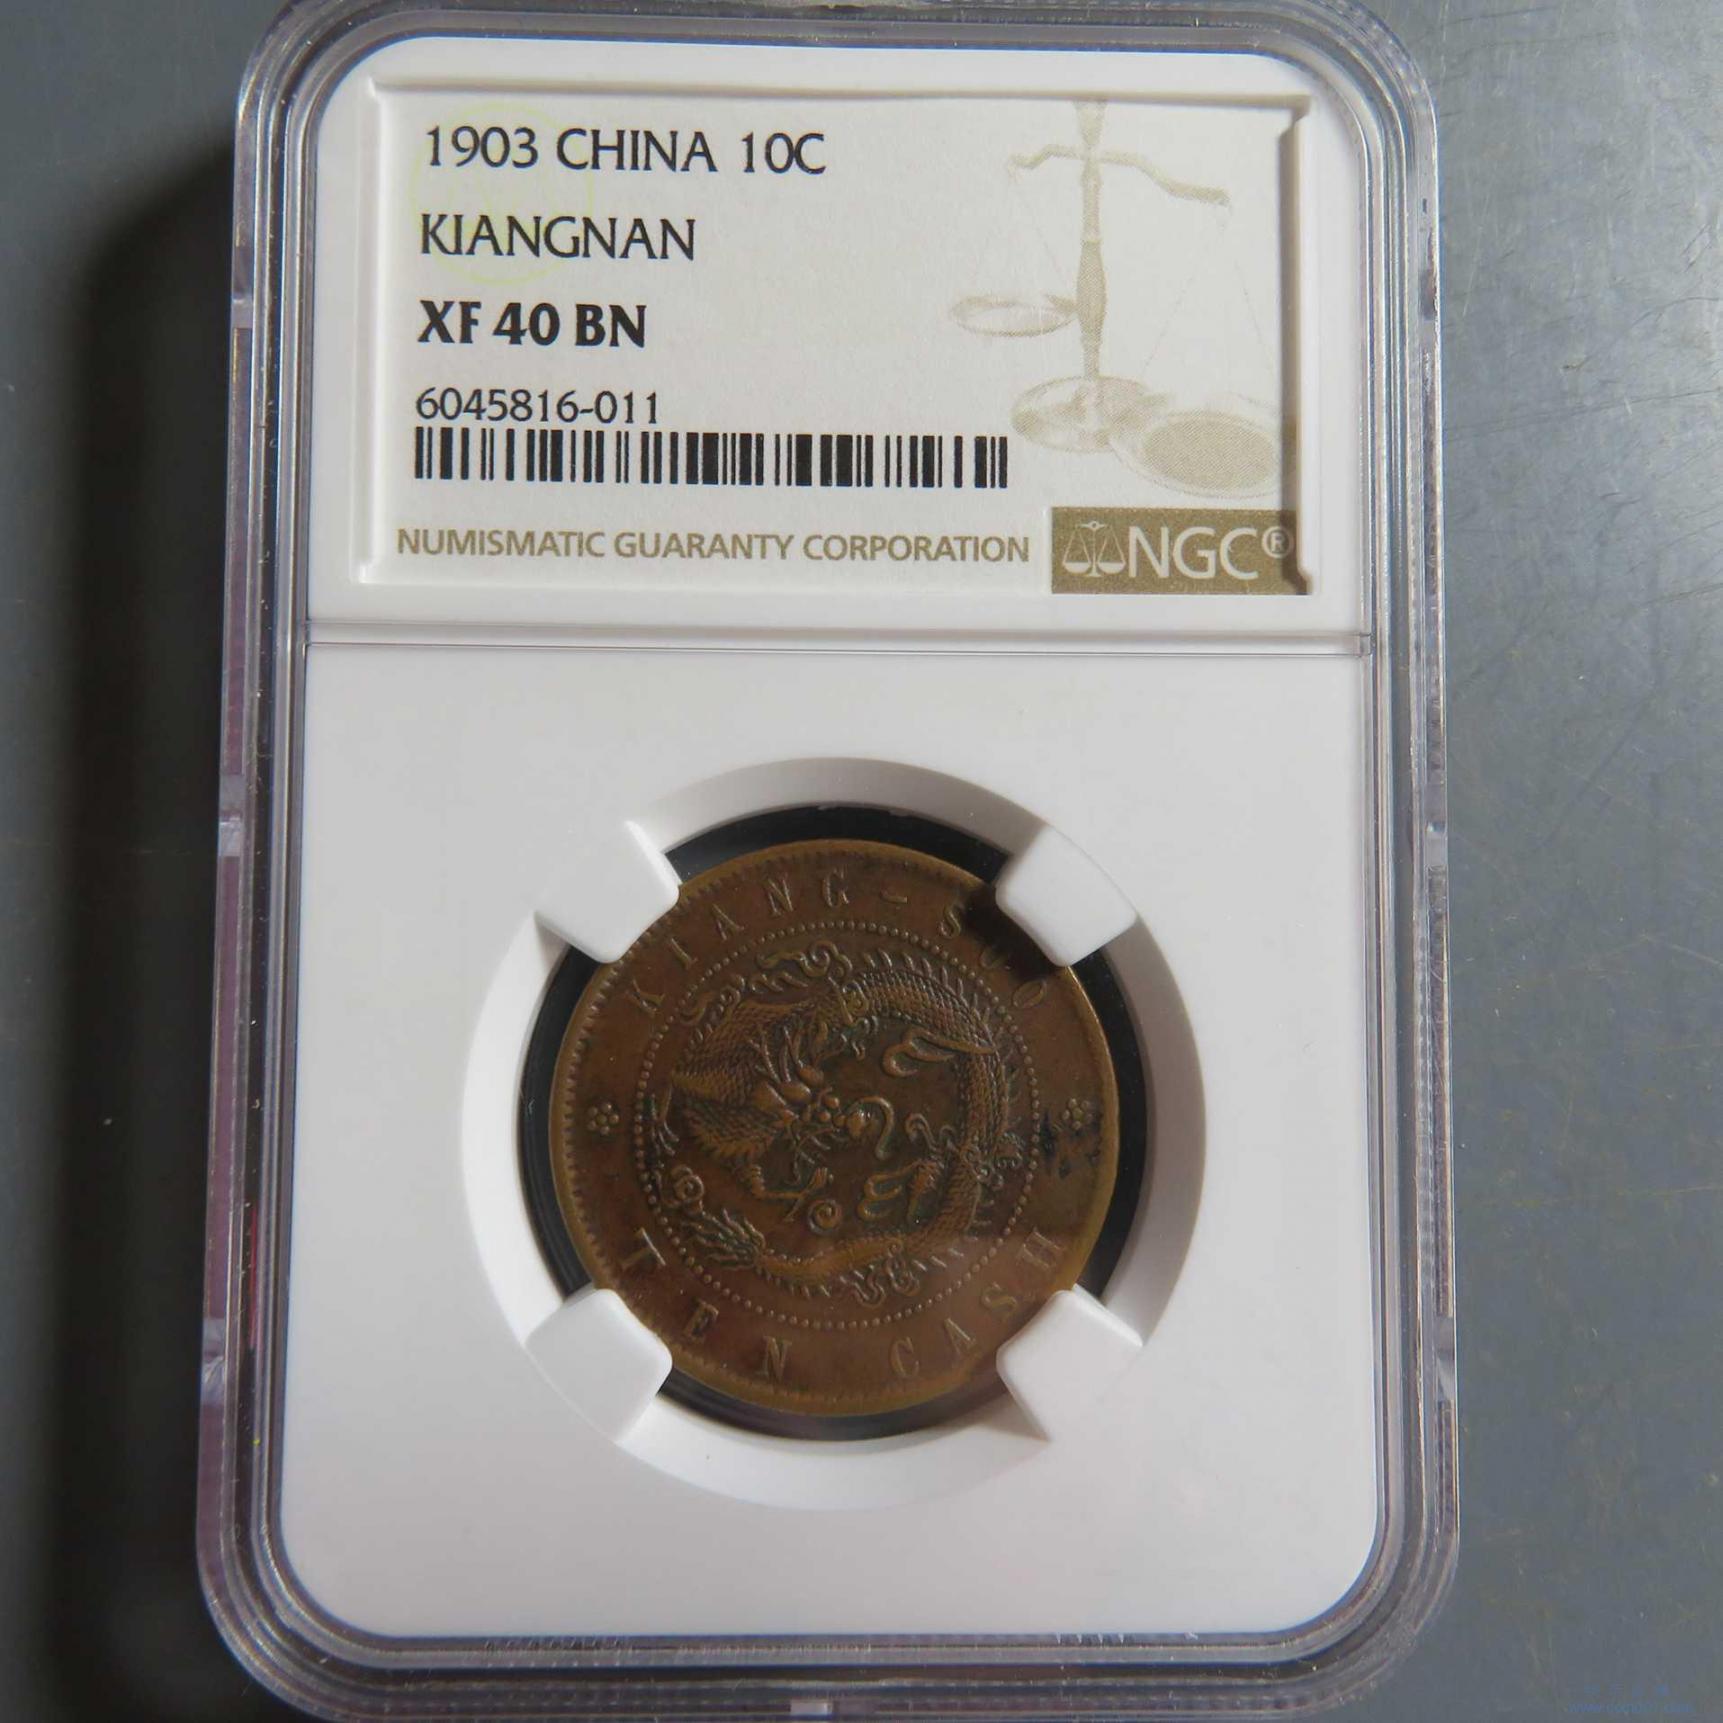 1903 CHINA 10C
KIANGNAN
XF 40 BN
6045816-011
NUMISMATIC GUARANTY CORPORATION NGC®
KIANG-SOO
TEN CASH